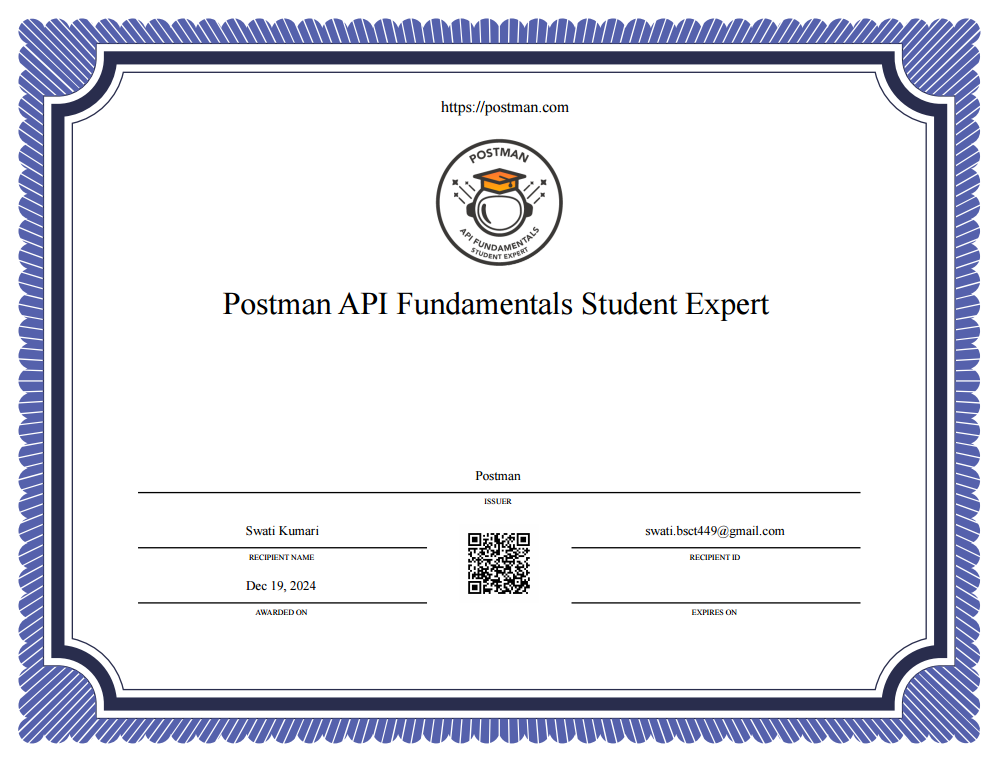 https://postman.com
POSTMAN
API FUNDAMENTALS
STUDENT EXPERT
Postman API Fundamentals Student Expert
Postman
ISSUER
Swati Kumari
RECIPIENT NAME
swati.bsct449@gmail.com
RECIPIENT ID
Dec 19, 2024
AWARDED ON
EXPIRES ON